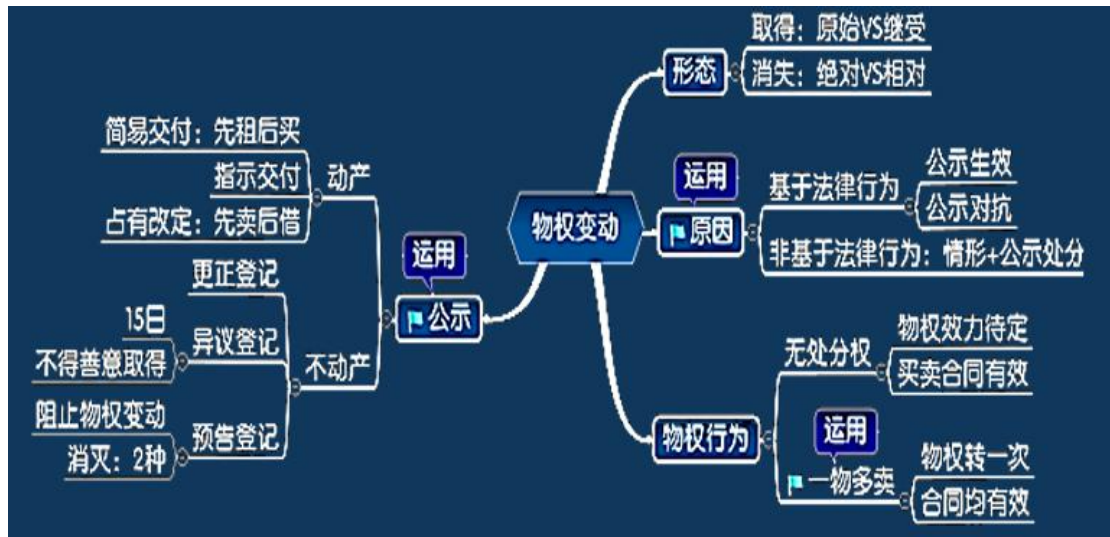 物权变动
形态
取得：原始VS继受
消失：绝对VS相对
运用
原因
基于法律行为
公示生效
公示对抗
非基于法律行为：情形+公示处分
物权行为
无处分权
物权效力待定
买卖合同有效
运用
一物多卖
物权转一次
合同均有效
运用
公示
动产
简易交付：先租后买
指示交付
占有改定：先卖后借
不动产
更正登记
异议登记
15日
不得善意取得
预告登记
阻止物权变动
消灭：2种